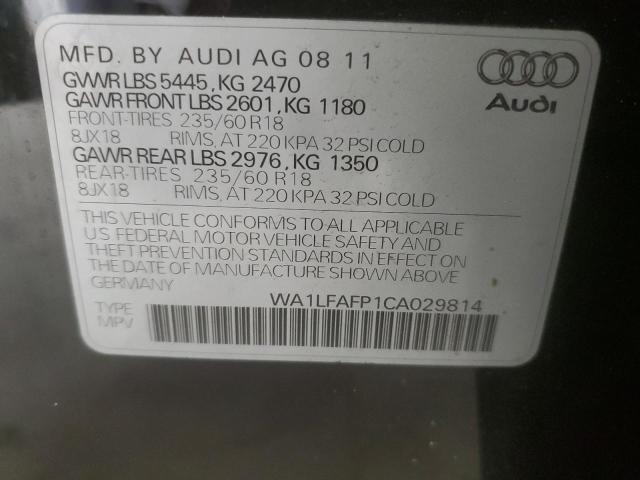 MFD. BY AUDI AG 08 11
GVWR LBS 5445, KG 2470
GAWR FRONT LBS 2601, KG 1180
FRONT-TIRES 235/60 R18
8JX18 RIMS, AT 220 KPA 32 PSI COLD
GAWR REAR LBS 2976, KG 1350
REAR-TIRES 235/60 R18
8JX18 RIMS, AT 220 KPA 32 PSI COLD
Audi
THIS VEHICLE CONFORMS TO ALL APPLICABLE
U.S. FEDERAL MOTOR VEHICLE SAFETY AND
THEFT PREVENTION STANDARDS IN EFFECT ON
THE DATE OF MANUFACTURE SHOWN ABOVE
GERMANY
WA1LFAFP1CA029814
TYPE
MPV